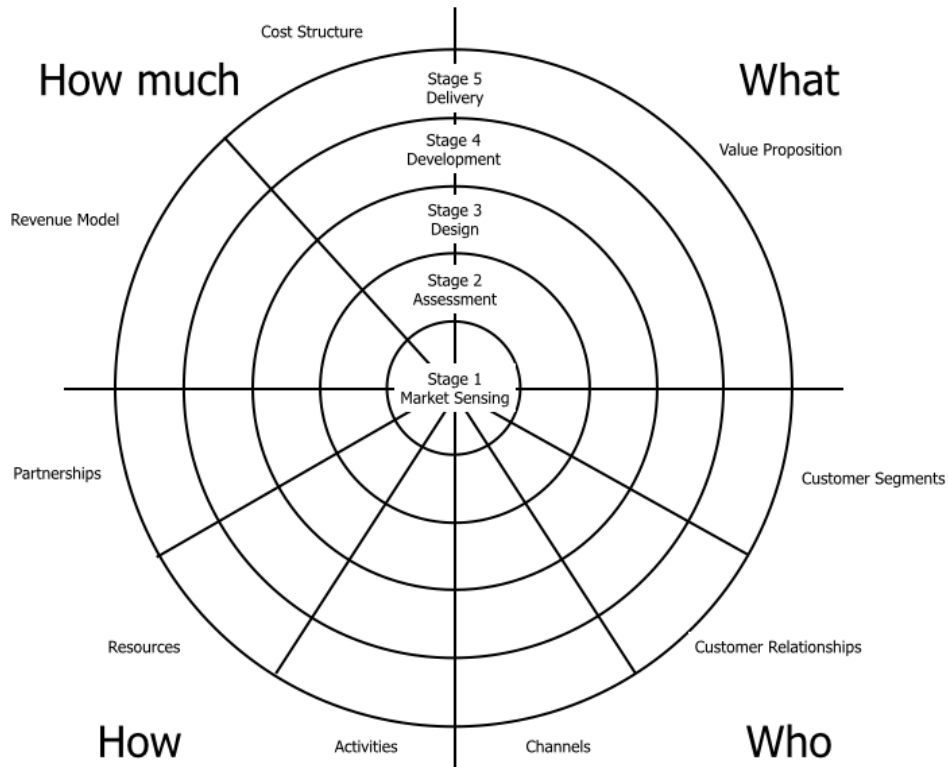 Cost Structure
How much
What
Stage 5
Delivery
Stage 4
Development
Value Proposition
Revenue Model
Stage 3
Design
Stage 2
Assessment
Stage 1
Market Sensing
Partnerships
Customer Segments
Resources
Customer Relationships
How
Activities
Channels
Who